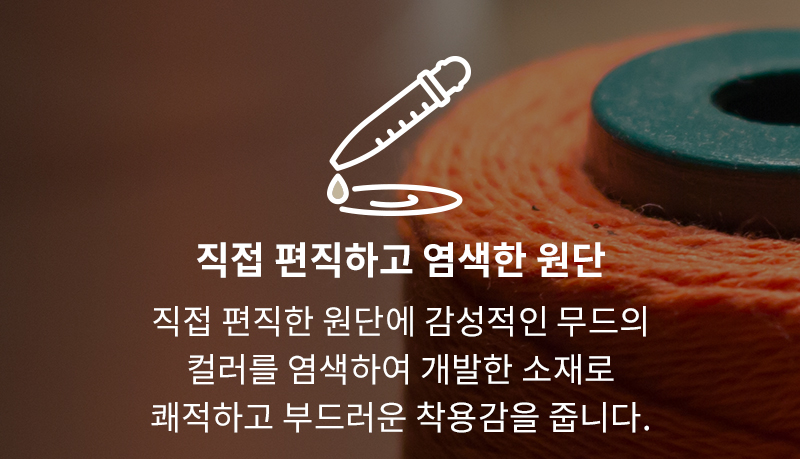 직접 편직하고 염색한 원단
직접 편직한 원단에 감성적인 무드의
컬러를 염색하여 개발한 소재로
쾌적하고 부드러운 착용감을 줍니다.